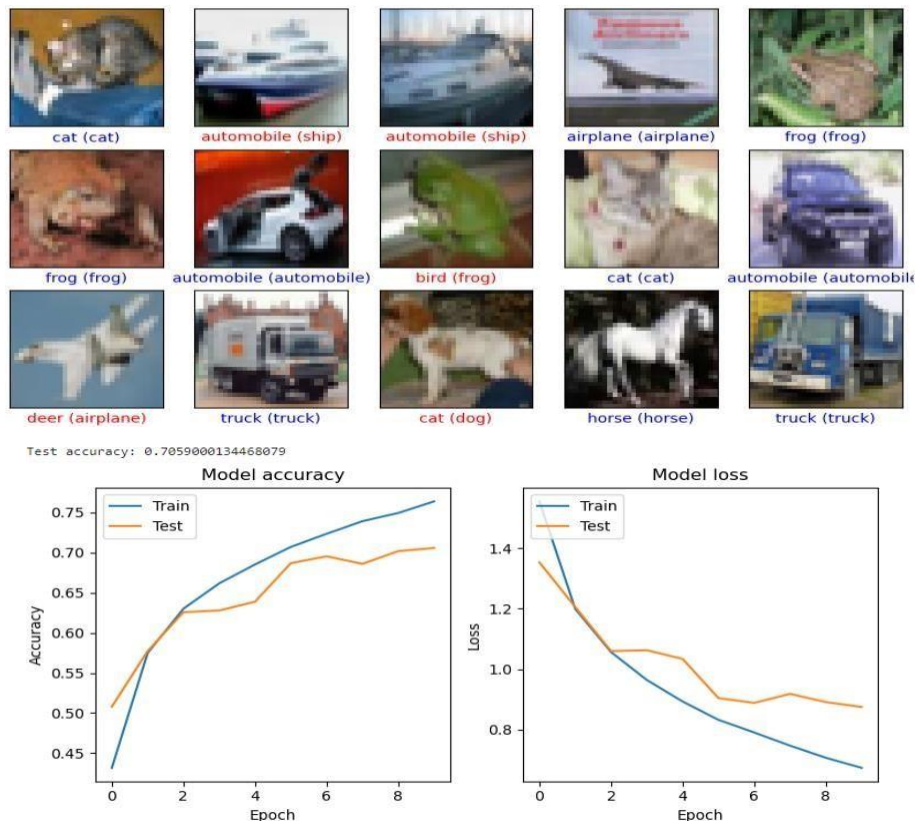 cat (cat) automobile (ship) automobile (ship) airplane (airplane) frog (frog)
frog (frog) automobile (automobile) bird (frog) cat (cat) automobile (automobile
deer (airplane) truck (truck) cat (dog) horse (horse) truck (truck)
Test accuracy: 0.7059000134468079
Model accuracy
Train
Test
0.75
0.70
0.65
0.60
0.55
0.50
0.45
Accuracy
0 2 4 6 8
Epoch
Model loss
Train
Test
1.4
1.2
1.0
0.8
Loss
0 2 4 6 8
Epoch